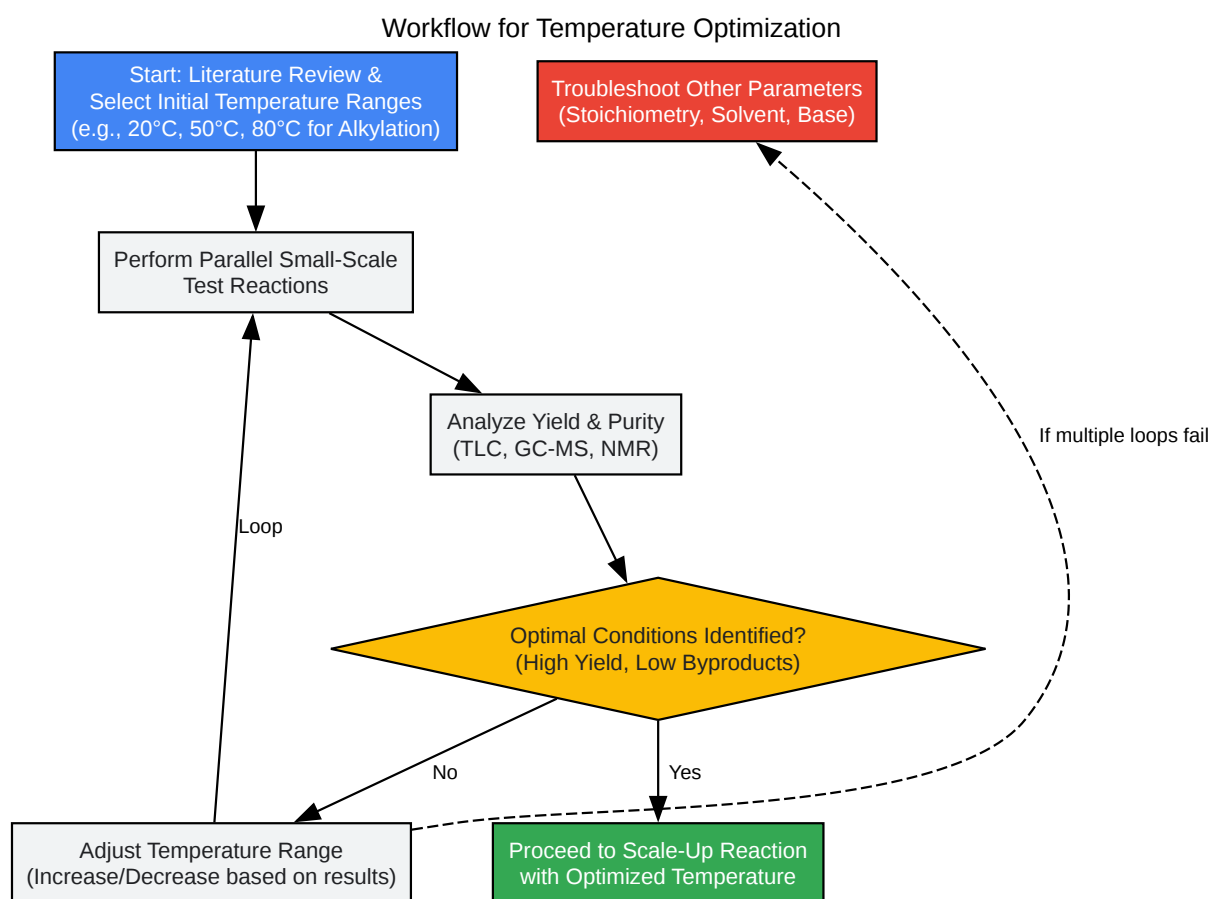 Workflow for Temperature Optimization
Start: Literature Review &
Select Initial Temperature Ranges
(e.g., 20°C, 50°C, 80°C for Alkylation)
Troubleshoot Other Parameters
(Stoichiometry, Solvent, Base)
Perform Parallel Small-Scale
Test Reactions
Analyze Yield & Purity
(TLC, GC-MS, NMR)
If multiple loops fail
Loop
Optimal Conditions Identified?
(High Yield, Low Byproducts)
No
Yes
Adjust Temperature Range
(Increase/Decrease based on results)
Proceed to Scale-Up Reaction
with Optimized Temperature